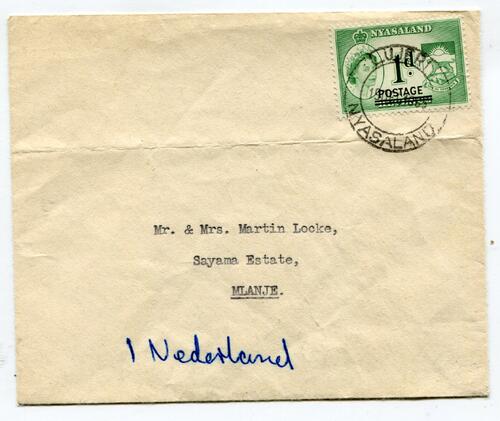 NYASALAND
1d
POSTAGE
NYASALAND
Mr. & Mrs. Martin Locke,
Sayama Estate,
MLANJE.
1 Nederland